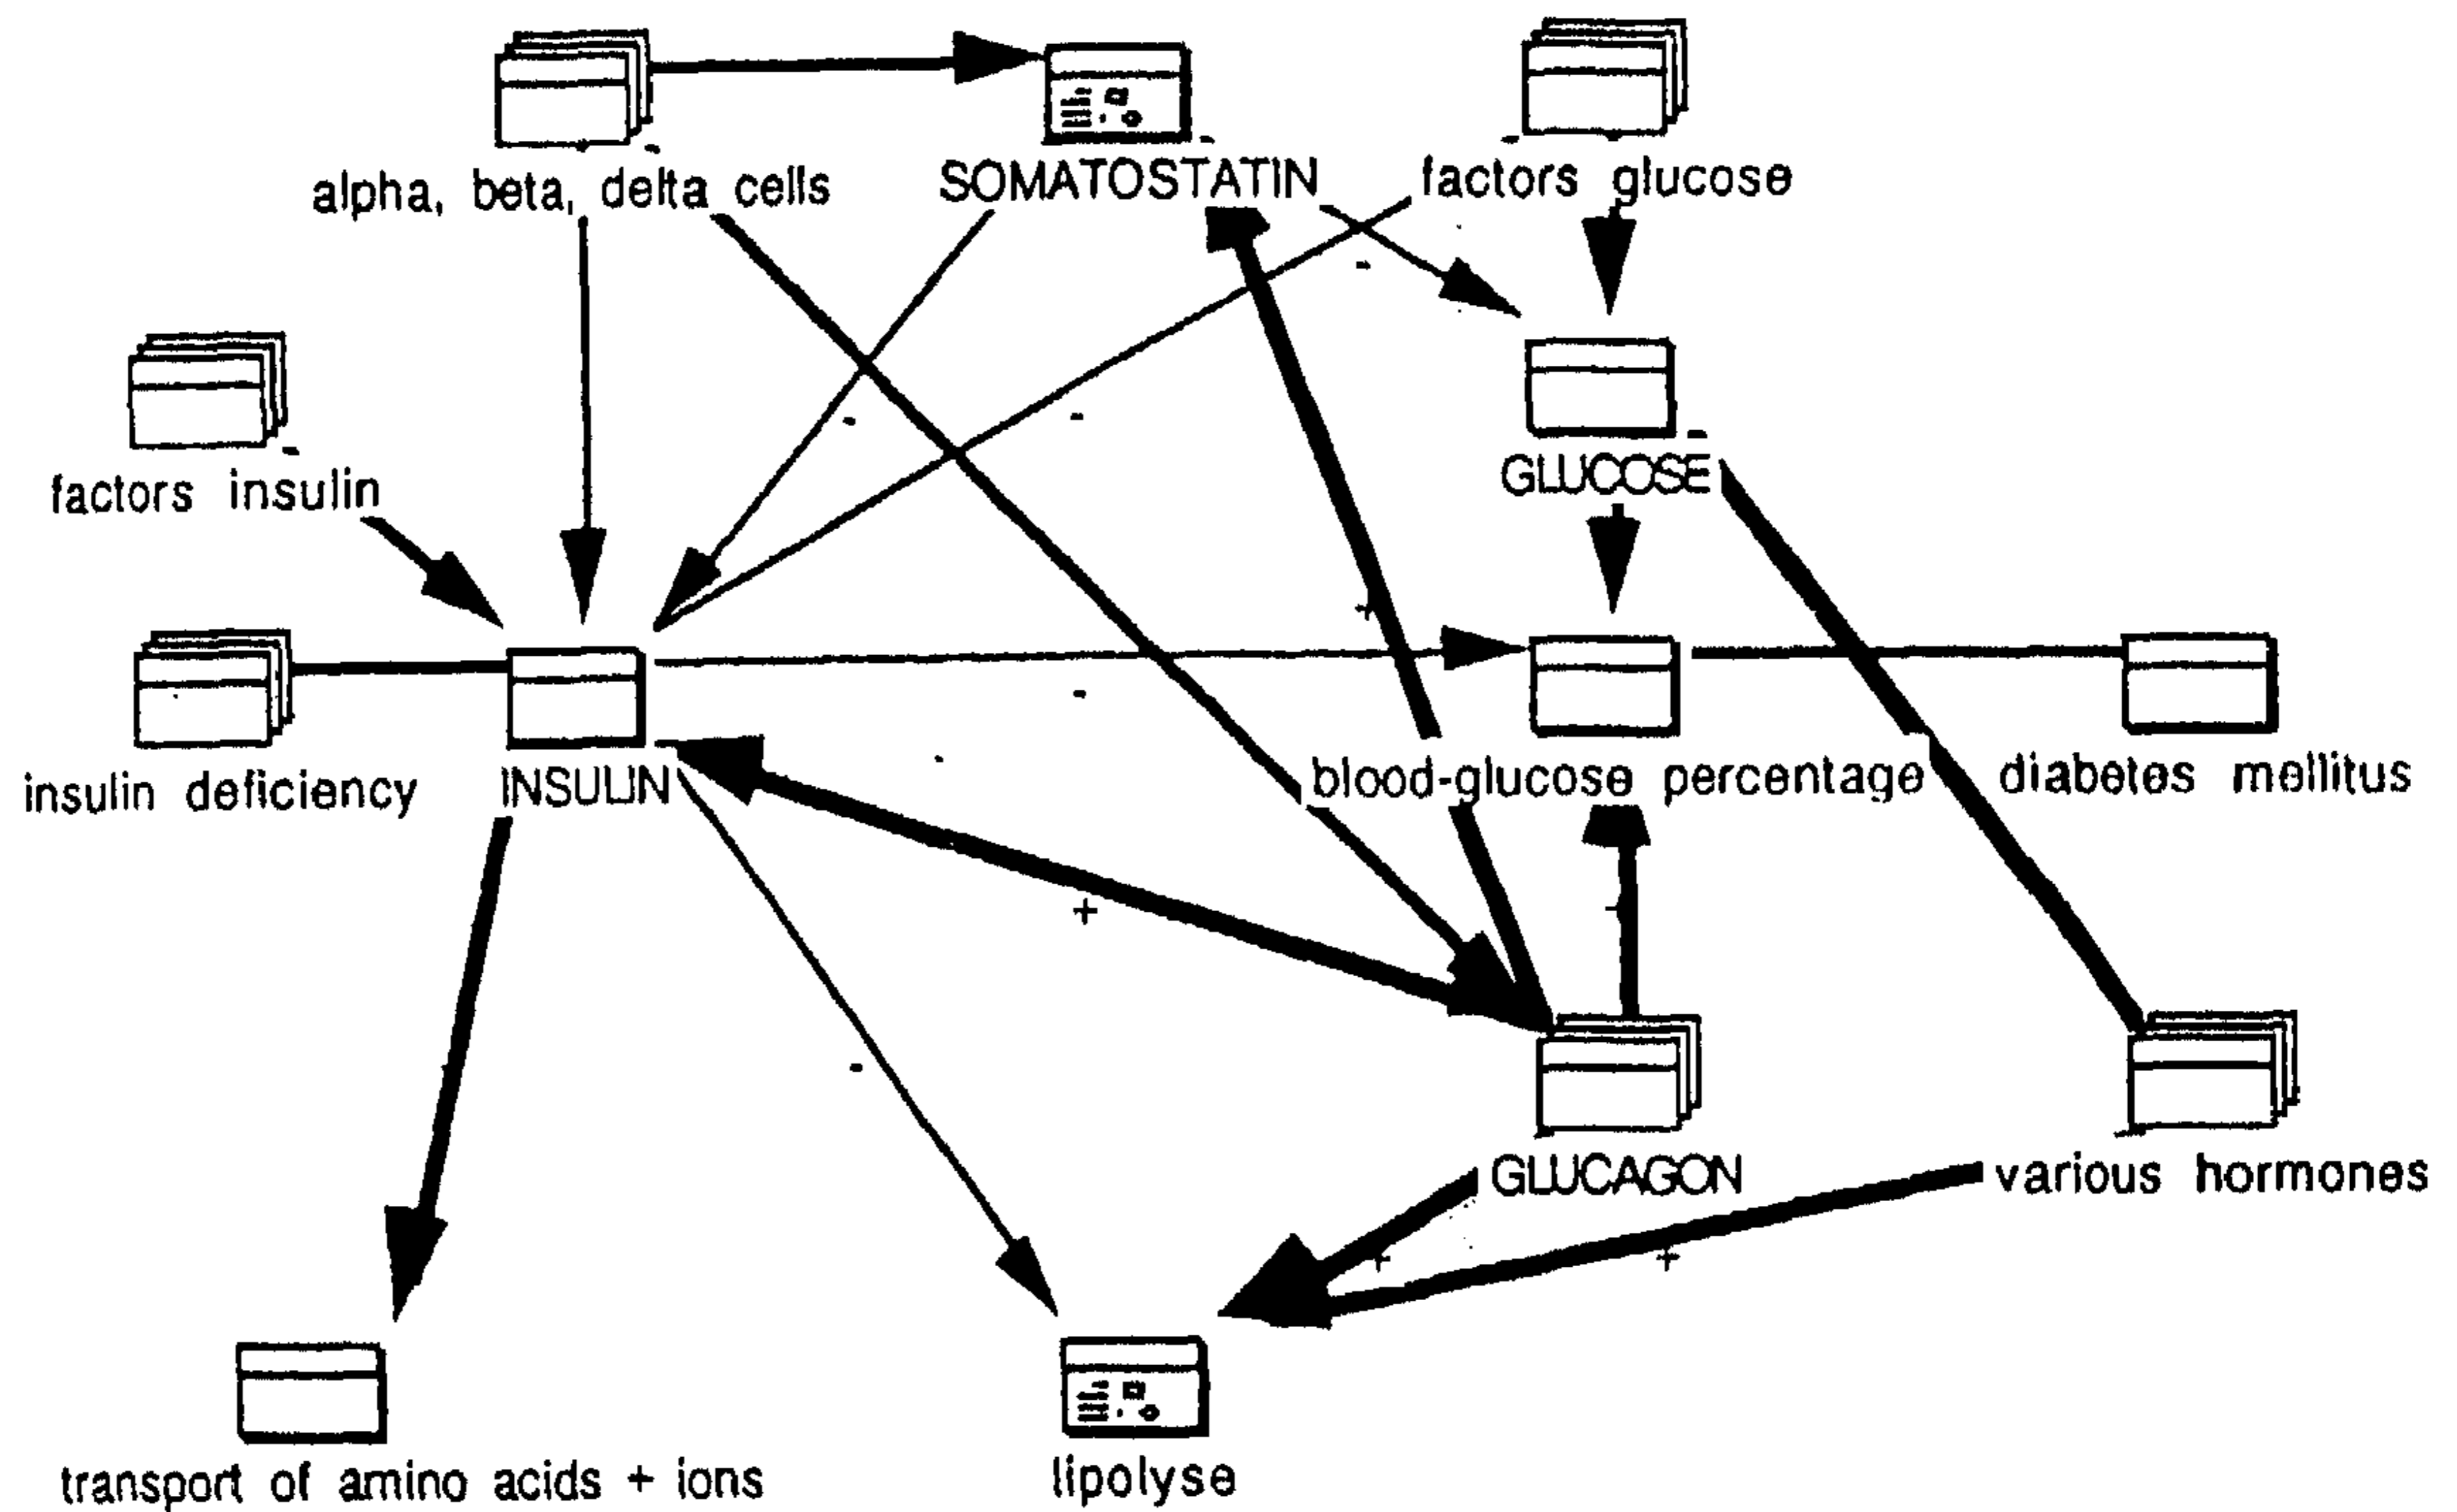 alpha, beta, delta cells
SOMATOSTATIN
factors glucose
-
-
-
factors insulin
GLUCOSE
+
-
-
insulin deficiency
INSULIN
blood-glucose percentage
diabetes mellitus
+
-
GLUCAGON
various hormones
+
+
transport of amino acids + ions
lipolyse